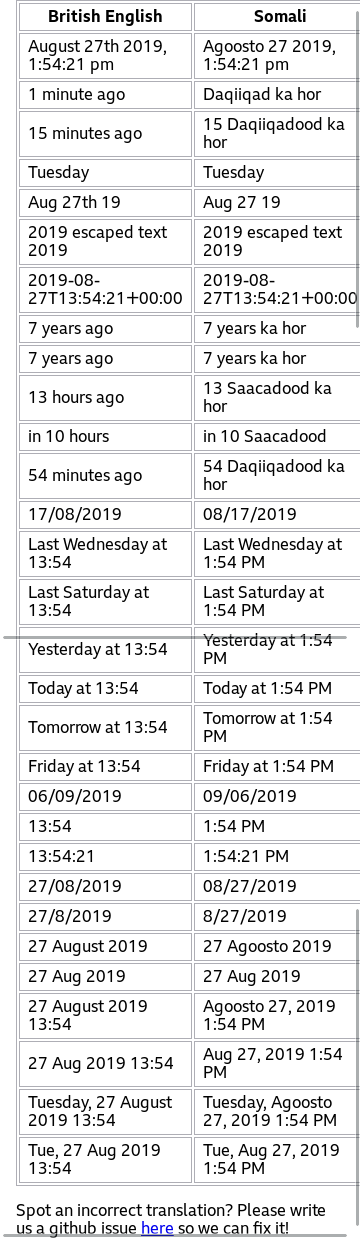 British English Somali
August 27th 2019, Agoosto 27 2019,
1:54:21 pm 1:54:21 pm
1 minute ago Daqiiqad ka hor
15 minutes ago 15 Daqiiqadood ka
hor
Tuesday Tuesday
Aug 27th 19 Aug 27 19
2019 escaped text 2019 escaped text
2019 2019
2019-08- 2019-08-
27T13:54:21+00:00 27T13:54:21+00:00
7 years ago 7 years ka hor
7 years ago 7 years ka hor
13 hours ago 13 Saacadood ka
hor
in 10 hours in 10 Saacadood
54 minutes ago 54 Daqiiqadood ka
hor
17/08/2019 08/17/2019
Last Wednesday at Last Wednesday at
13:54 1:54 PM
Last Saturday at Last Saturday at
13:54 1:54 PM
Yesterday at 13:54 Yesterday at 1:54
PM
Today at 13:54 Today at 1:54 PM
Tomorrow at 13:54 Tomorrow at 1:54
PM
Friday at 13:54 Friday at 1:54 PM
06/09/2019 09/06/2019
13:54 1:54 PM
13:54:21 1:54:21 PM
27/08/2019 08/27/2019
27/8/2019 8/27/2019
27 August 2019 27 Agoosto 2019
27 Aug 2019 27 Aug 2019
27 August 2019 Agoosto 27, 2019
13:54 1:54 PM
27 Aug 2019 13:54 Aug 27, 2019 1:54
PM
Tuesday, 27 August Tuesday, Agoosto
2019 13:54 27, 2019 1:54 PM
Tue, 27 Aug 2019 Tue, Aug 27, 2019
13:54 1:54 PM
Spot an incorrect translation? Please write
us a github issue here so we can fix it!